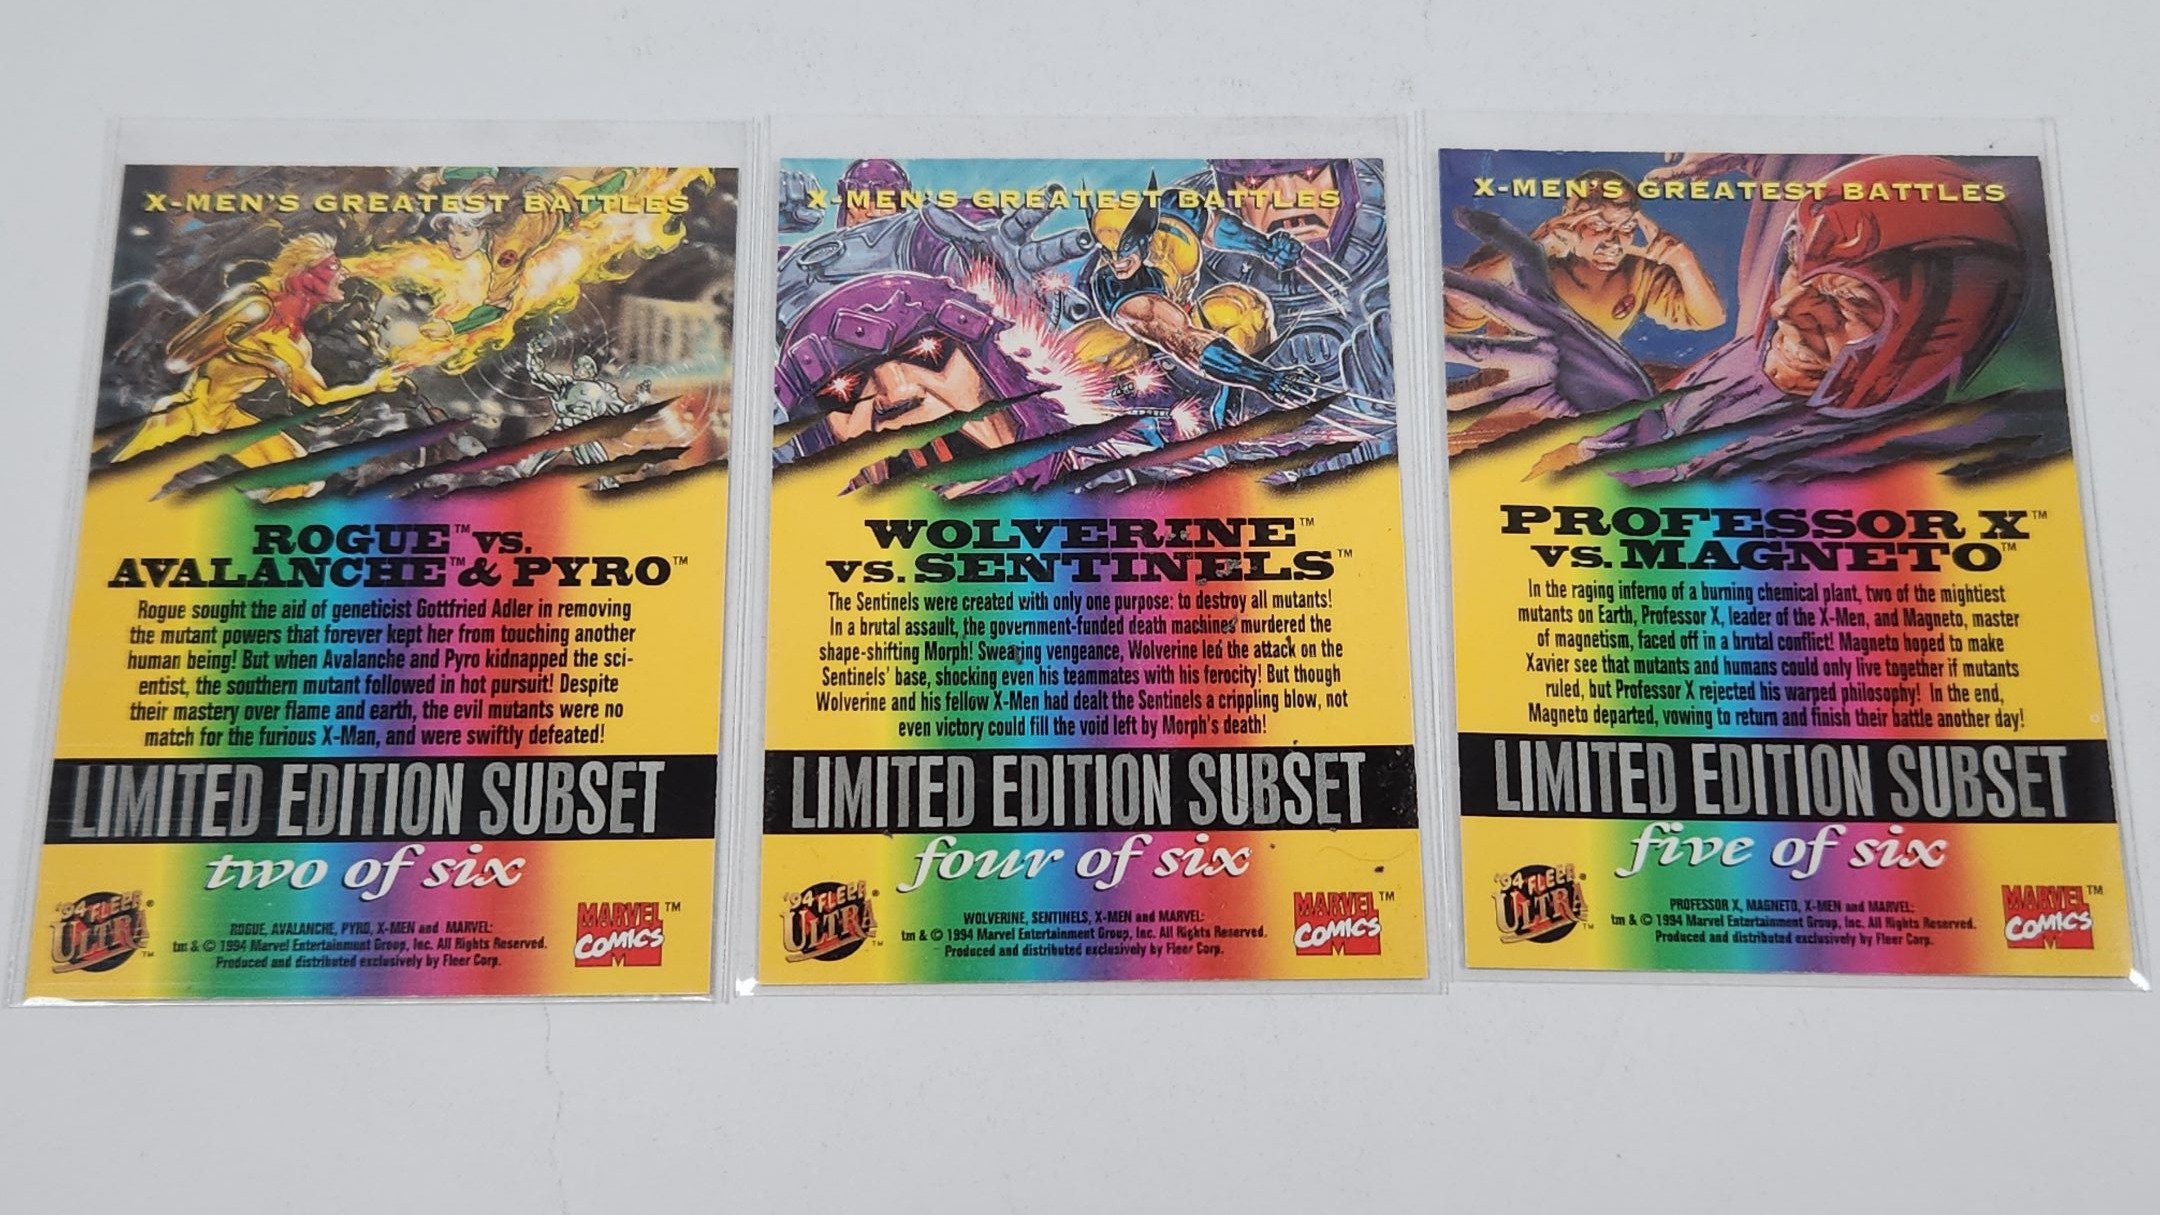 X-MEN'S GREATEST BATTLES
ROGUE™ VS.
AVALANCHE™ & PYRO™
Rogue sought the aid of geneticist Gottfried Adler in removing
the mutant powers that forever kept her from touching another
human being! But when Avalanche and Pyro kidnapped the sci-
entist, the southern mutant followed in hot pursuit! Despite
their mastery over flame and earth, the evil mutants were no
match for the furious X-Man, and were swiftly defeated!
LIMITED EDITION SUBSET
two of six
'94 FLEER®
ULTRA™
ROGUE, AVALANCHE, PYRO, X-MEN and MARVEL:
tm & © 1994 Marvel Entertainment Group, Inc. All Rights Reserved.
Produced and distributed exclusively by Fleer Corp.
MARVEL™
COMICS
M
X-MEN'S GREATEST BATTLES
WOLVERINE™
VS. SENTINELS™
The Sentinels were created with only one purpose: to destroy all mutants!
In a brutal assault, the government-funded death machines murdered the
shape-shifting Morph! Swearing vengeance, Wolverine led the attack on the
Sentinels' base, shocking even his teammates with his ferocity! But though
Wolverine and his fellow X-Men had dealt the Sentinels a crippling blow, not
even victory could fill the void left by Morph's death!
LIMITED EDITION SUBSET
four of six
'94 FLEER®
ULTRA™
WOLVERINE, SENTINELS, X-MEN and MARVEL:
tm & © 1994 Marvel Entertainment Group, Inc. All Rights Reserved.
Produced and distributed exclusively by Fleer Corp.
MARVEL™
COMICS
M
X-MEN'S GREATEST BATTLES
PROFESSOR X™
VS. MAGNETO™
In the raging inferno of a burning chemical plant, two of the mightiest
mutants on Earth, Professor X, leader of the X-Men, and Magneto, master
of magnetism, faced off in a brutal conflict! Magneto hoped to make
Xavier see that mutants and humans could only live together if mutants
ruled, but Professor X rejected his warped philosophy! In the end,
Magneto departed, vowing to return and finish their battle another day!
LIMITED EDITION SUBSET
five of six
'94 FLEER®
ULTRA™
PROFESSOR X, MAGNETO, X-MEN and MARVEL:
tm & © 1994 Marvel Entertainment Group, Inc. All Rights Reserved.
Produced and distributed exclusively by Fleer Corp.
MARVEL™
COMICS
M